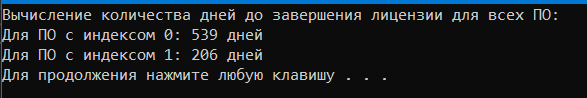 Вычисление количества дней до завершения лицензии для всех ПО:
Для ПО с индексом 0: 539 дней
Для ПО с индексом 1: 206 дней
Для продолжения нажмите любую клавишу . . .